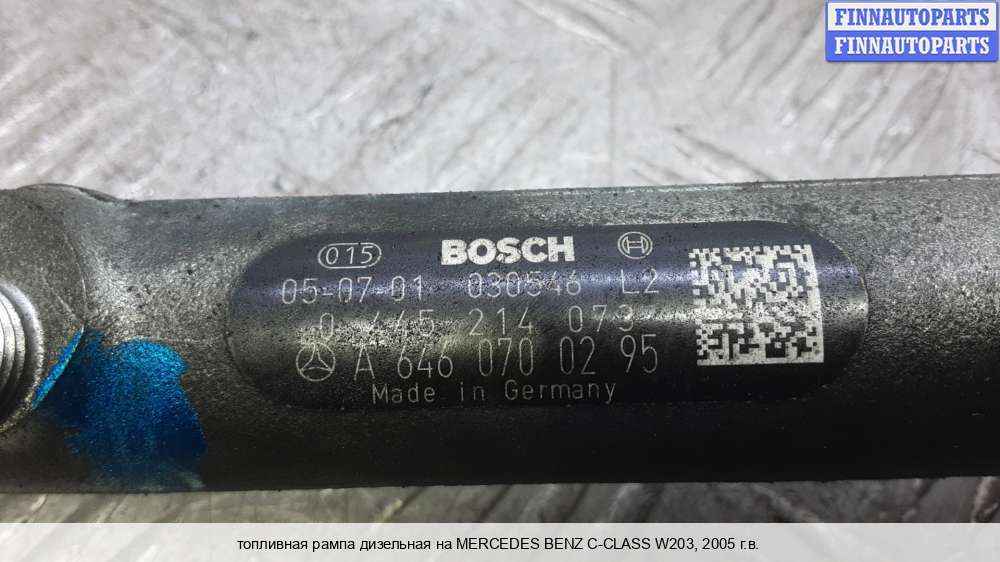 FINNAUTOPARTS
FINNAUTOPARTS
015 BOSCH
05-07-01 030546 L2
0 445 214 073
A 646 070 02 95
Made in Germany
топливная рампа дизельная на MERCEDES BENZ C-CLASS W203, 2005 г.в.